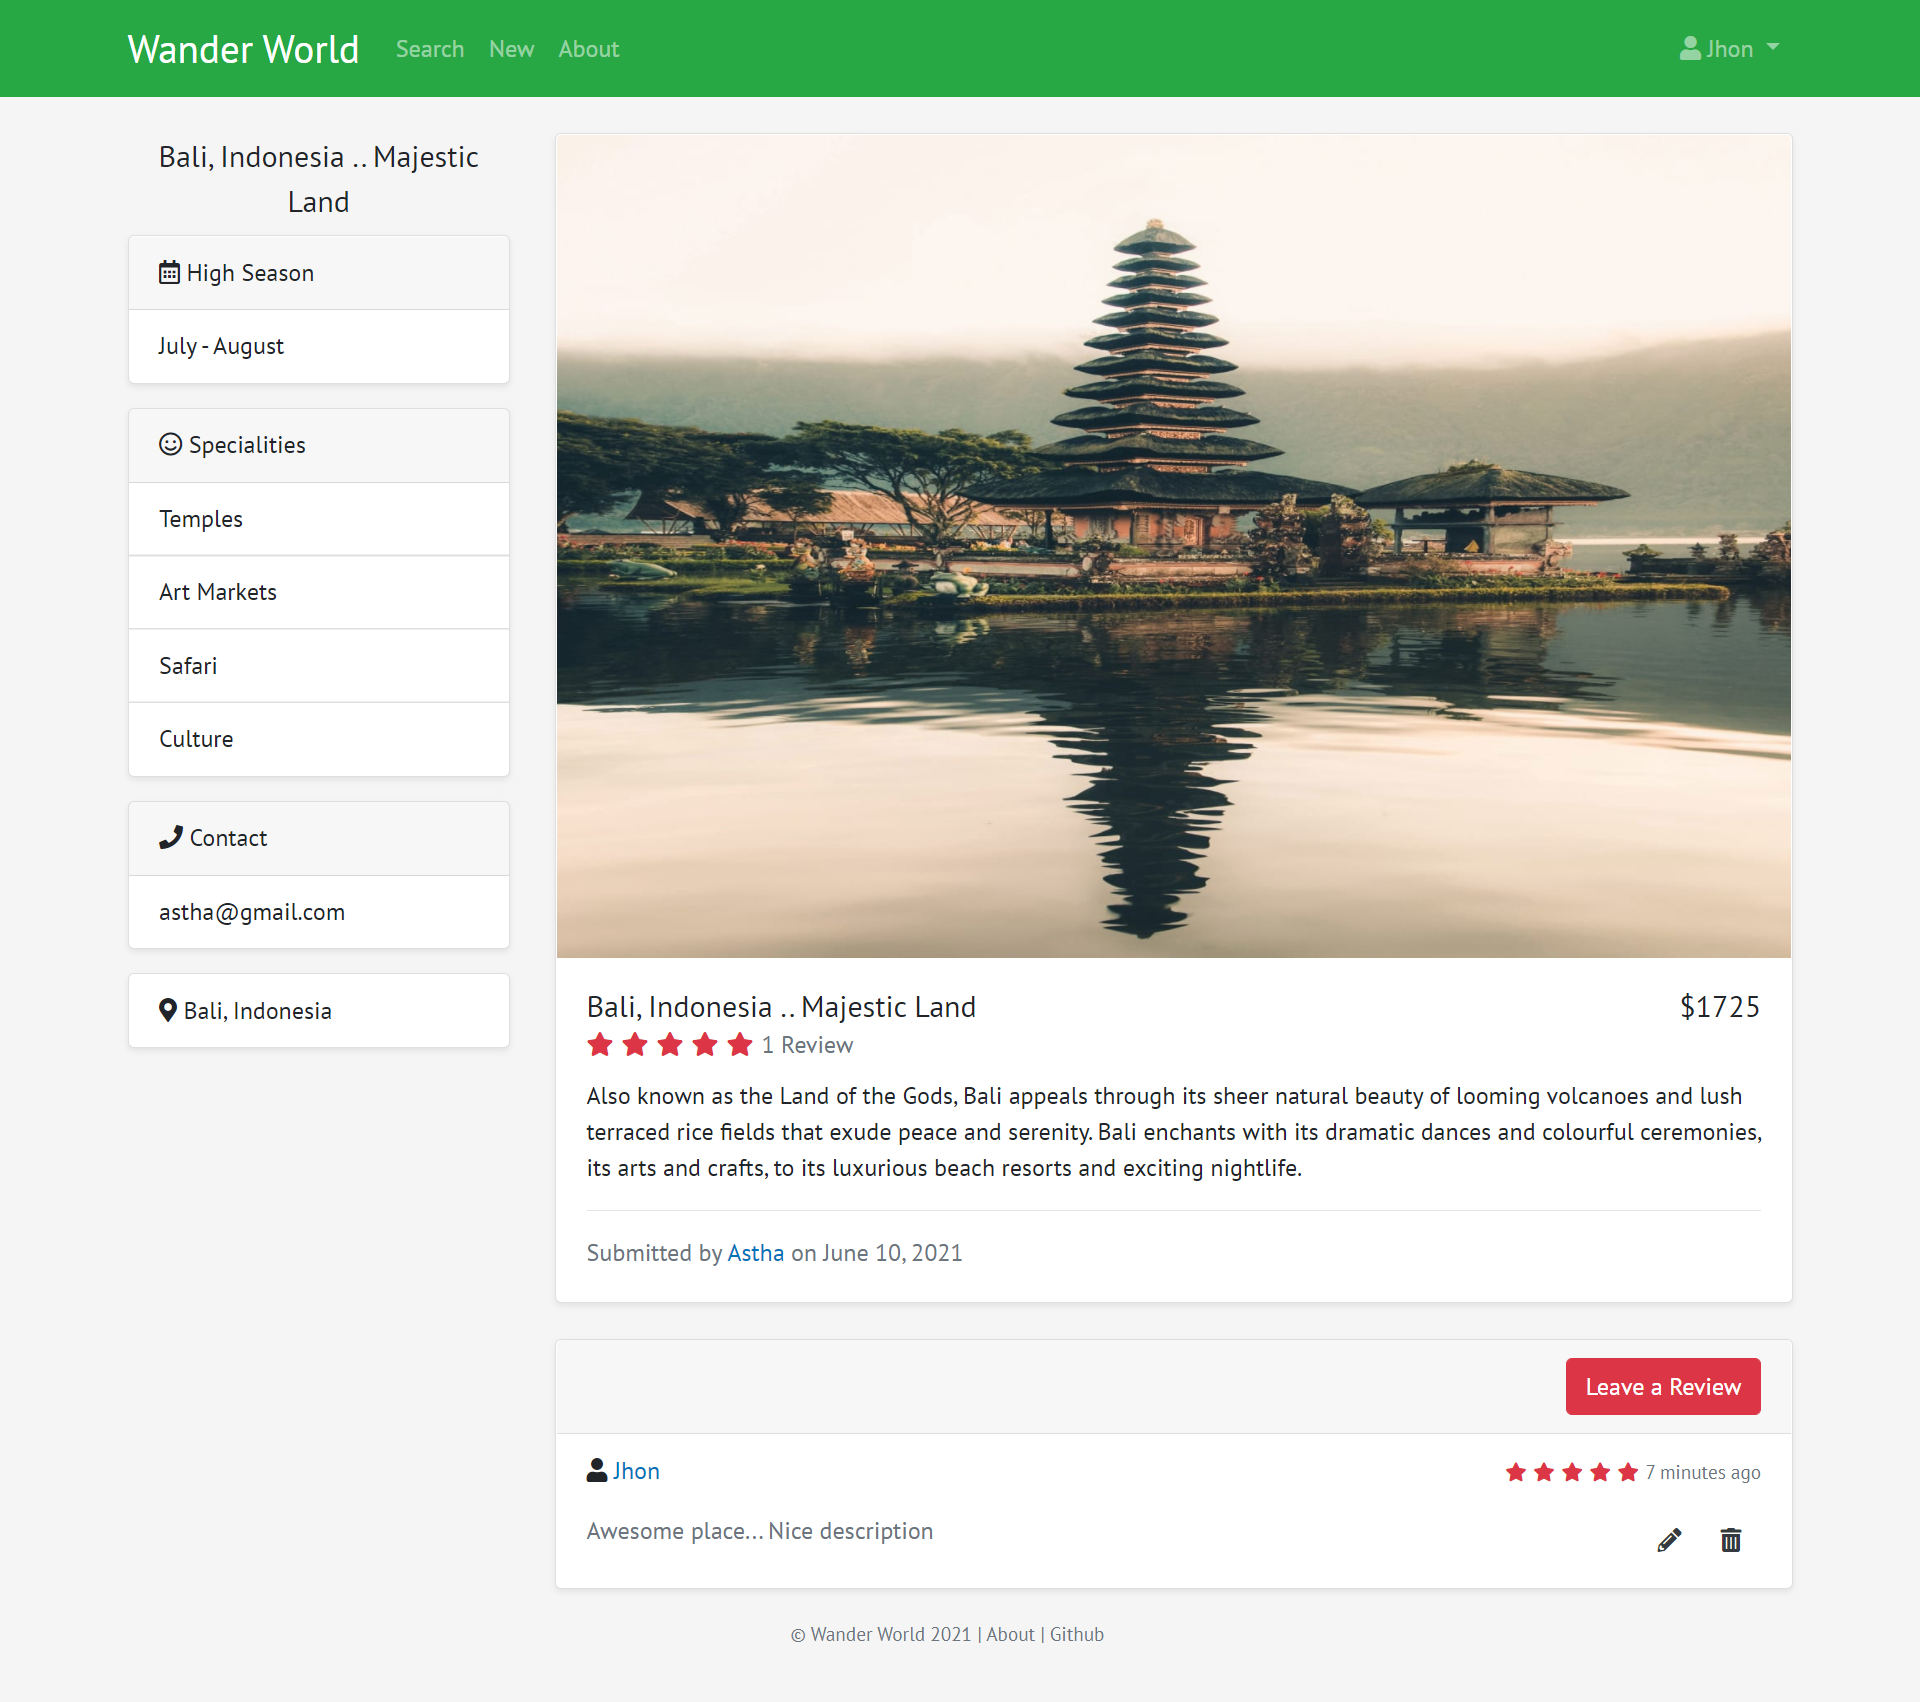 Wander World
Search
New
About
Jhon
Bali, Indonesia .. Majestic
Land
High Season
July - August
Specialities
Temples
Art Markets
Safari
Culture
Contact
astha@gmail.com
Bali, Indonesia
Bali, Indonesia .. Majestic Land
$1725
1 Review
Also known as the Land of the Gods, Bali appeals through its sheer natural beauty of looming volcanoes and lush
terraced rice fields that exude peace and serenity. Bali enchants with its dramatic dances and colourful ceremonies,
its arts and crafts, to its luxurious beach resorts and exciting nightlife.
Submitted by Astha on June 10, 2021
Leave a Review
Jhon
7 minutes ago
Awesome place... Nice description
© Wander World 2021 | About | Github